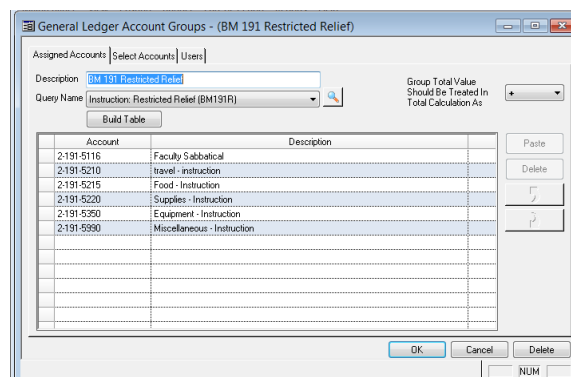 General Ledger Account Groups - (BM 191 Restricted Relief)
Assigned Accounts Select Accounts Users
Description BM 191 Restricted Relief
Query Name Instruction: Restricted Relief (BM191R)
Group Total Value
Should Be Treated In
Total Calculation As
+
Build Table
Account Description
2-191-5116 Faculty Sabbatical
2-191-5210 travel - instruction
2-191-5215 Food - Instruction
2-191-5220 Supplies - Instruction
2-191-5350 Equipment - Instruction
2-191-5990 Miscellaneous - Instruction
Paste
Delete
OK Cancel Delete
NUM